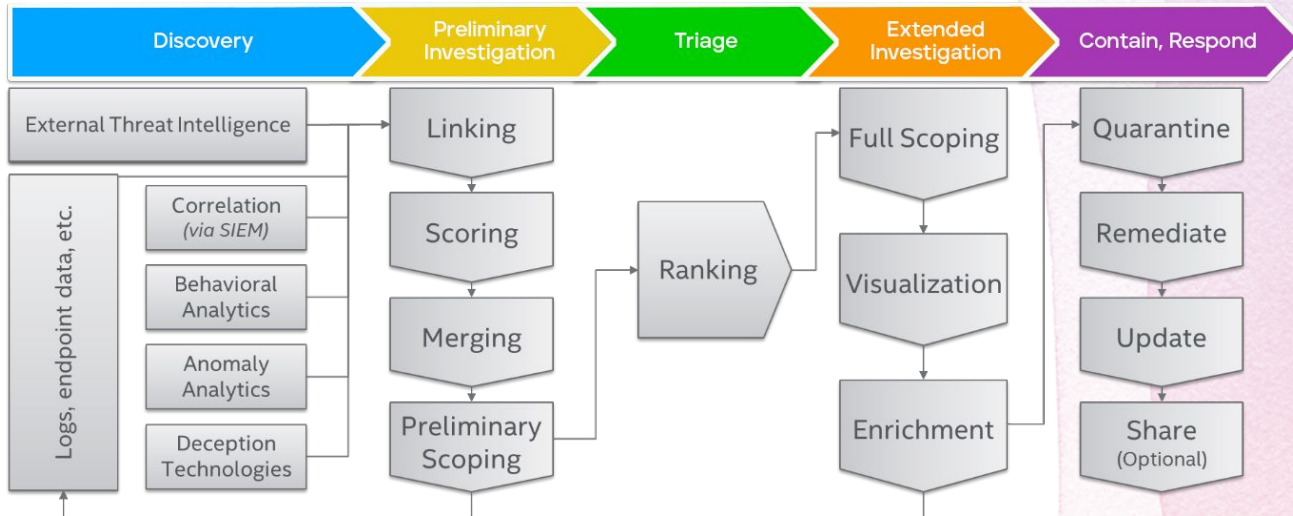 Discovery
Preliminary
Investigation
Triage
Extended
Investigation
Contain, Respond
External Threat Intelligence
Logs, endpoint data, etc.
Correlation
(via SIEM)
Behavioral
Analytics
Anomaly
Analytics
Deception
Technologies
Linking
Scoring
Merging
Preliminary
Scoping
Ranking
Full Scoping
Visualization
Enrichment
Quarantine
Remediate
Update
Share
(Optional)